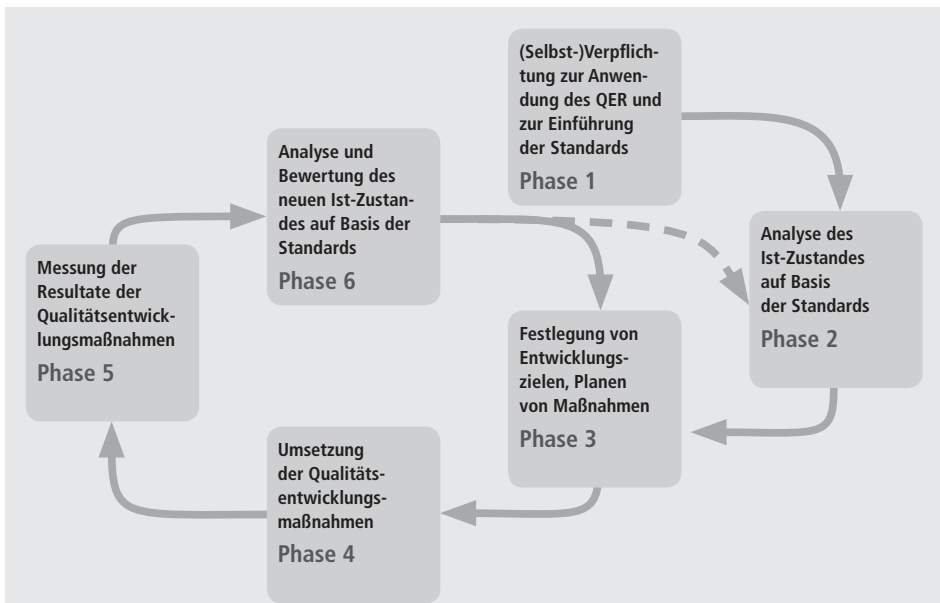 (Selbst-)Verpflich-
tung zur Anwen-
dung des QER und
zur Einführung
der Standards
Phase 1
Analyse des
Ist-Zustandes
auf Basis
der Standards
Phase 2
Festlegung von
Entwicklungs-
zielen, Planen
von Maßnahmen
Phase 3
Umsetzung
der Qualitäts-
entwicklungs-
maßnahmen
Phase 4
Messung der
Resultate der
Qualitätsentwick-
lungsmaßnahmen
Phase 5
Analyse und
Bewertung des
neuen Ist-Zustan-
des auf Basis der
Standards
Phase 6